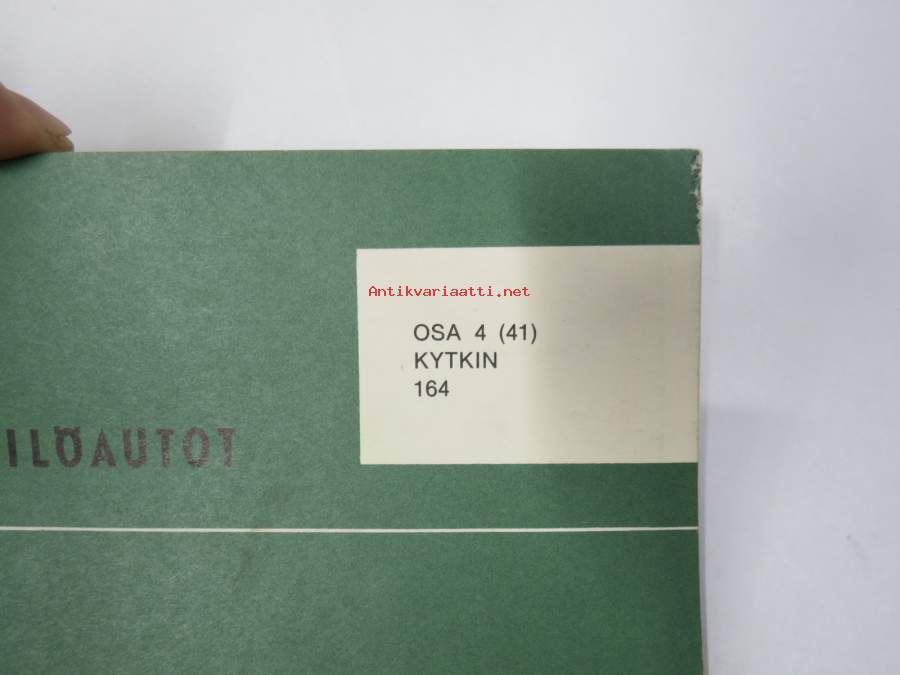 Antikvariaatti.net
OSA 4 (41)
KYTKIN
164
ILÖAUTOT